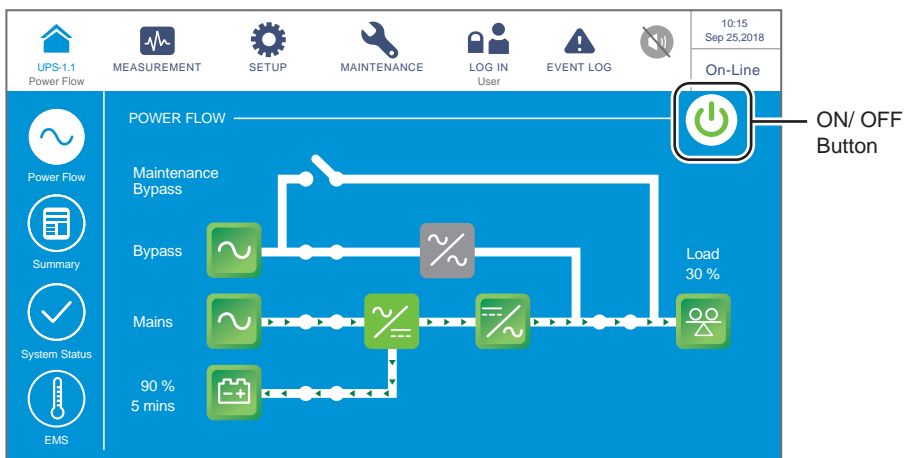 10:15
Sep 25,2018
UPS-1.1
Power Flow
MEASUREMENT
SETUP
MAINTENANCE
LOG IN
User
EVENT LOG
On-Line
POWER FLOW
ON/ OFF
Button
Power Flow
Maintenance
Bypass
Summary
Bypass
Load
30 %
Mains
System Status
90 %
5 mins
EMS